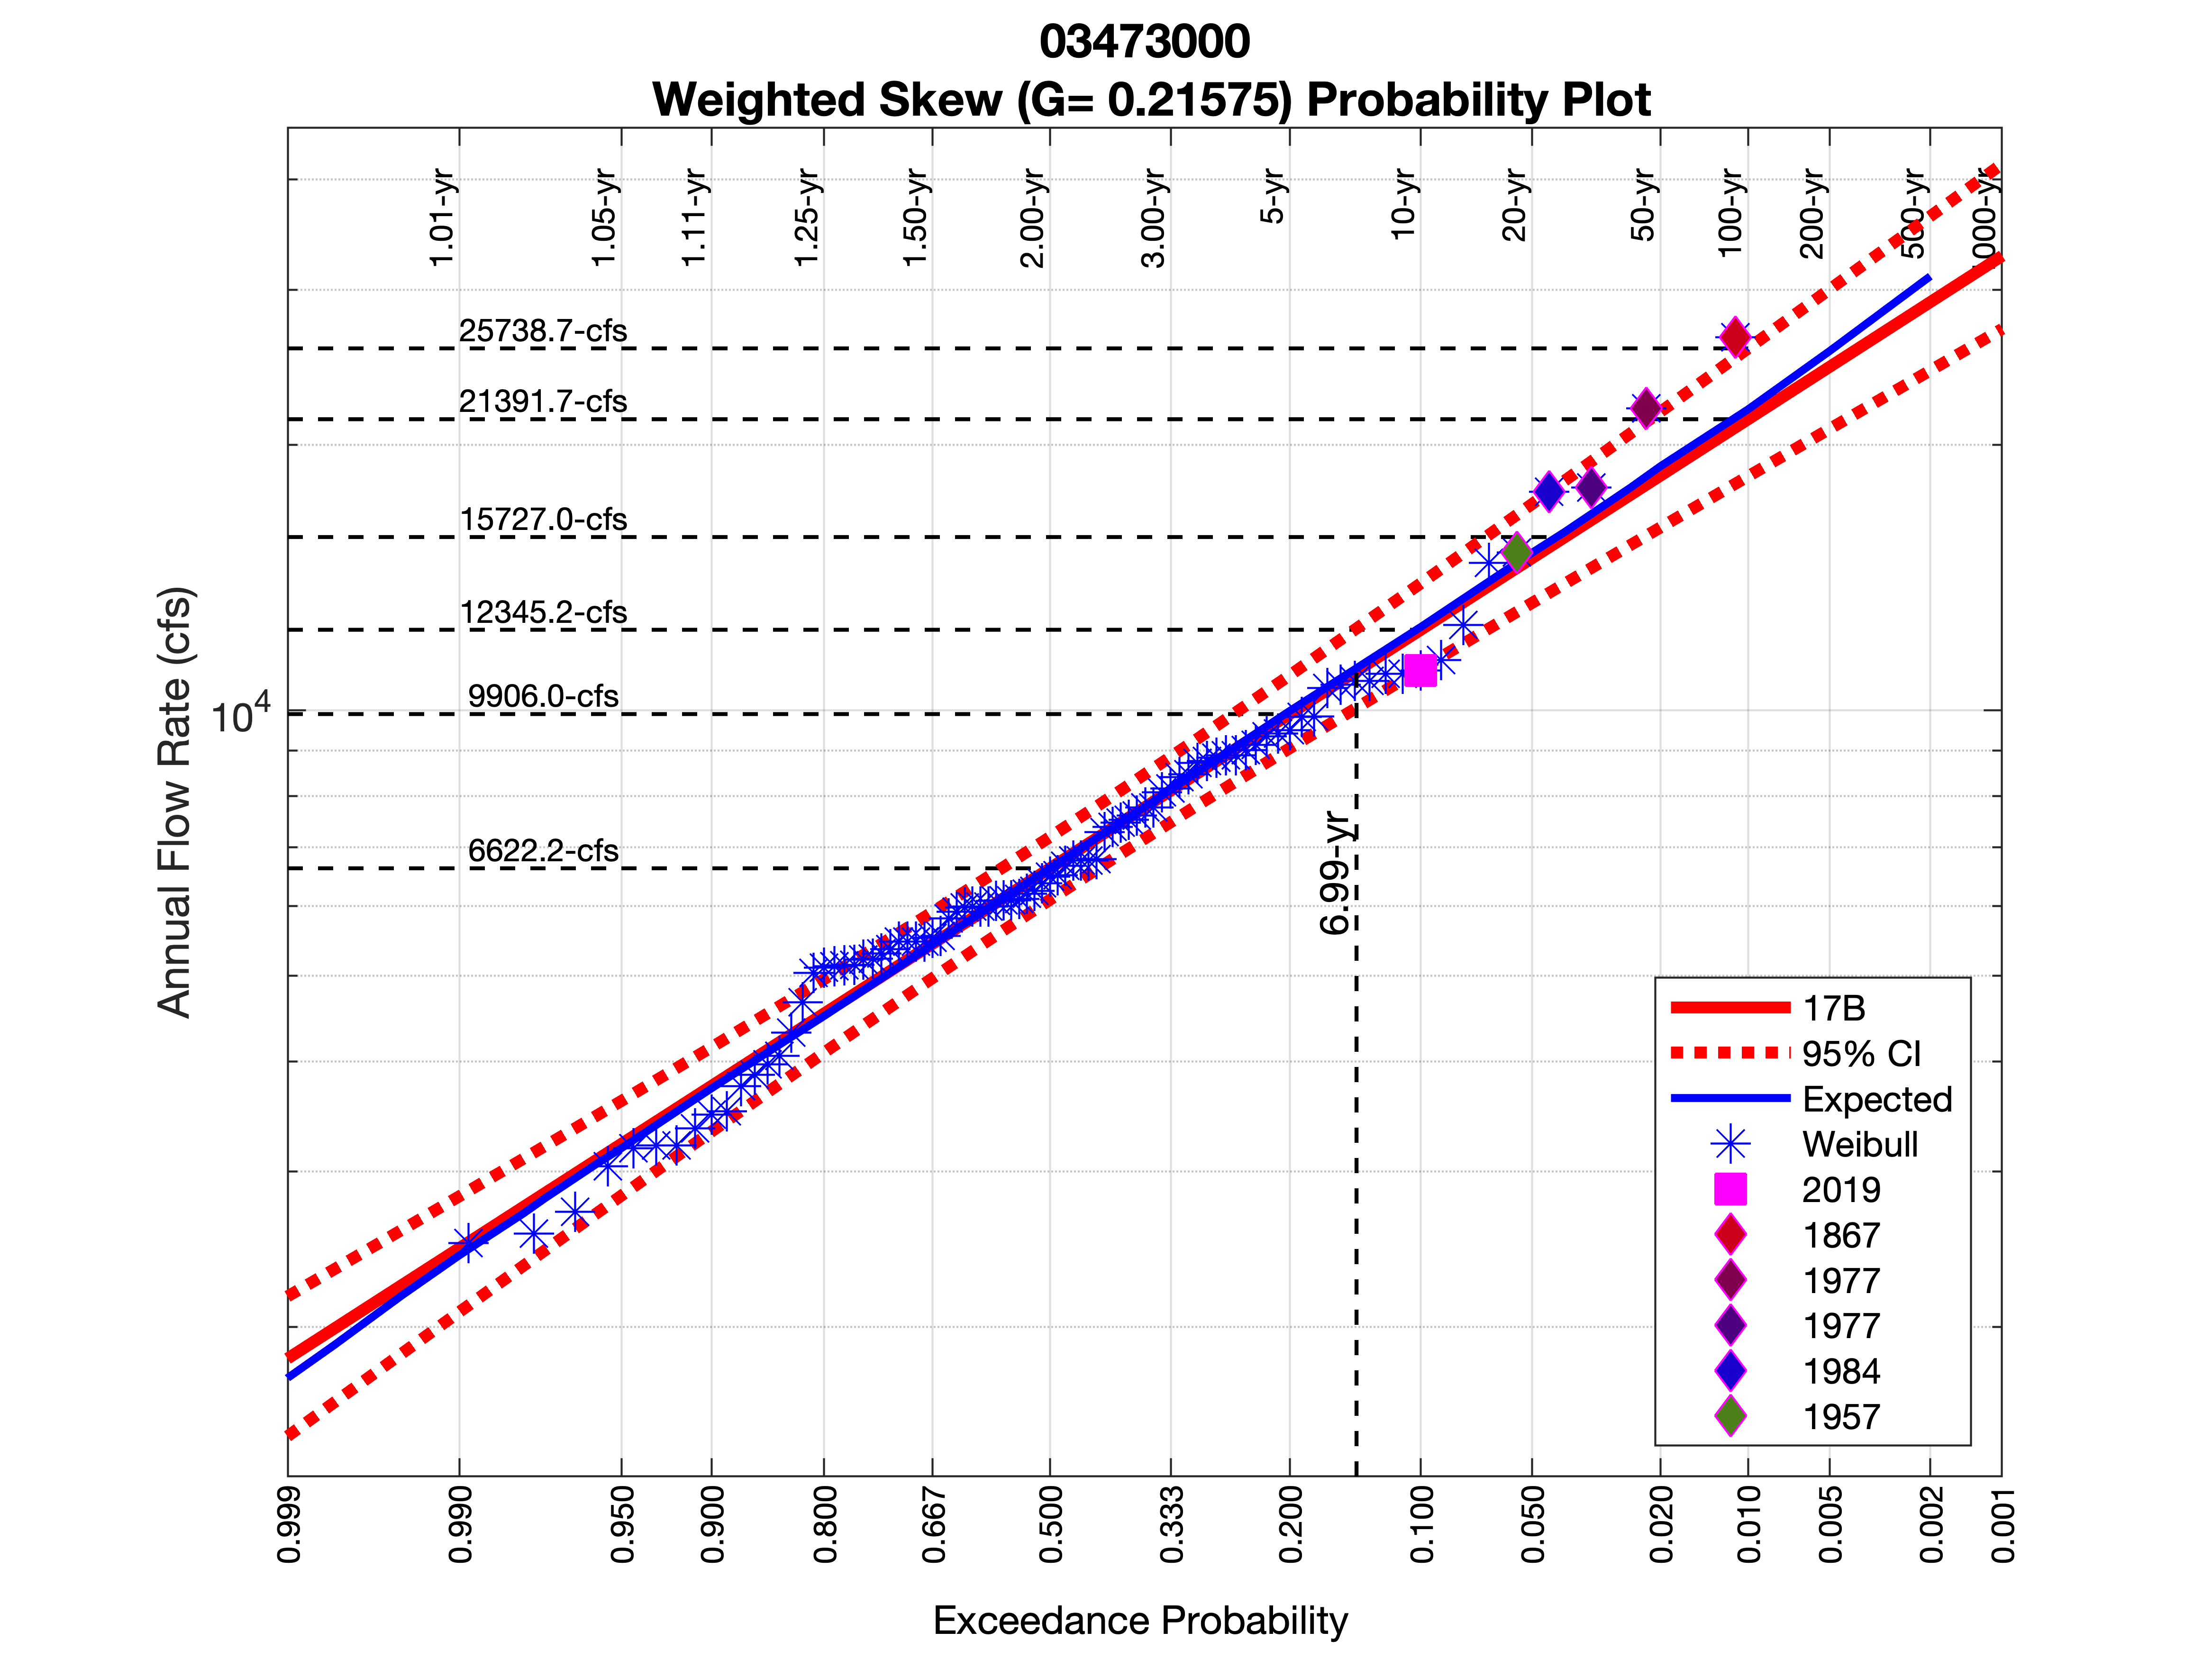 03473000
Weighted Skew (G= 0.21575) Probability Plot
1.01-yr
1.05-yr
1.11-yr
1.25-yr
1.50-yr
2.00-yr
3.00-yr
5-yr
10-yr
20-yr
50-yr
100-yr
200-yr
500-yr
000-yr
25738.7-cfs
21391.7-cfs
15727.0-cfs
12345.2-cfs
9906.0-cfs
6622.2-cfs
6.99-yr
10^4
Annual Flow Rate (cfs)
17B
95% CI
Expected
Weibull
2019
1867
1977
1977
1984
1957
0.999
0.990
0.950
0.900
0.800
0.667
0.500
0.333
0.200
0.100
0.050
0.020
0.010
0.005
0.002
0.001
Exceedance Probability